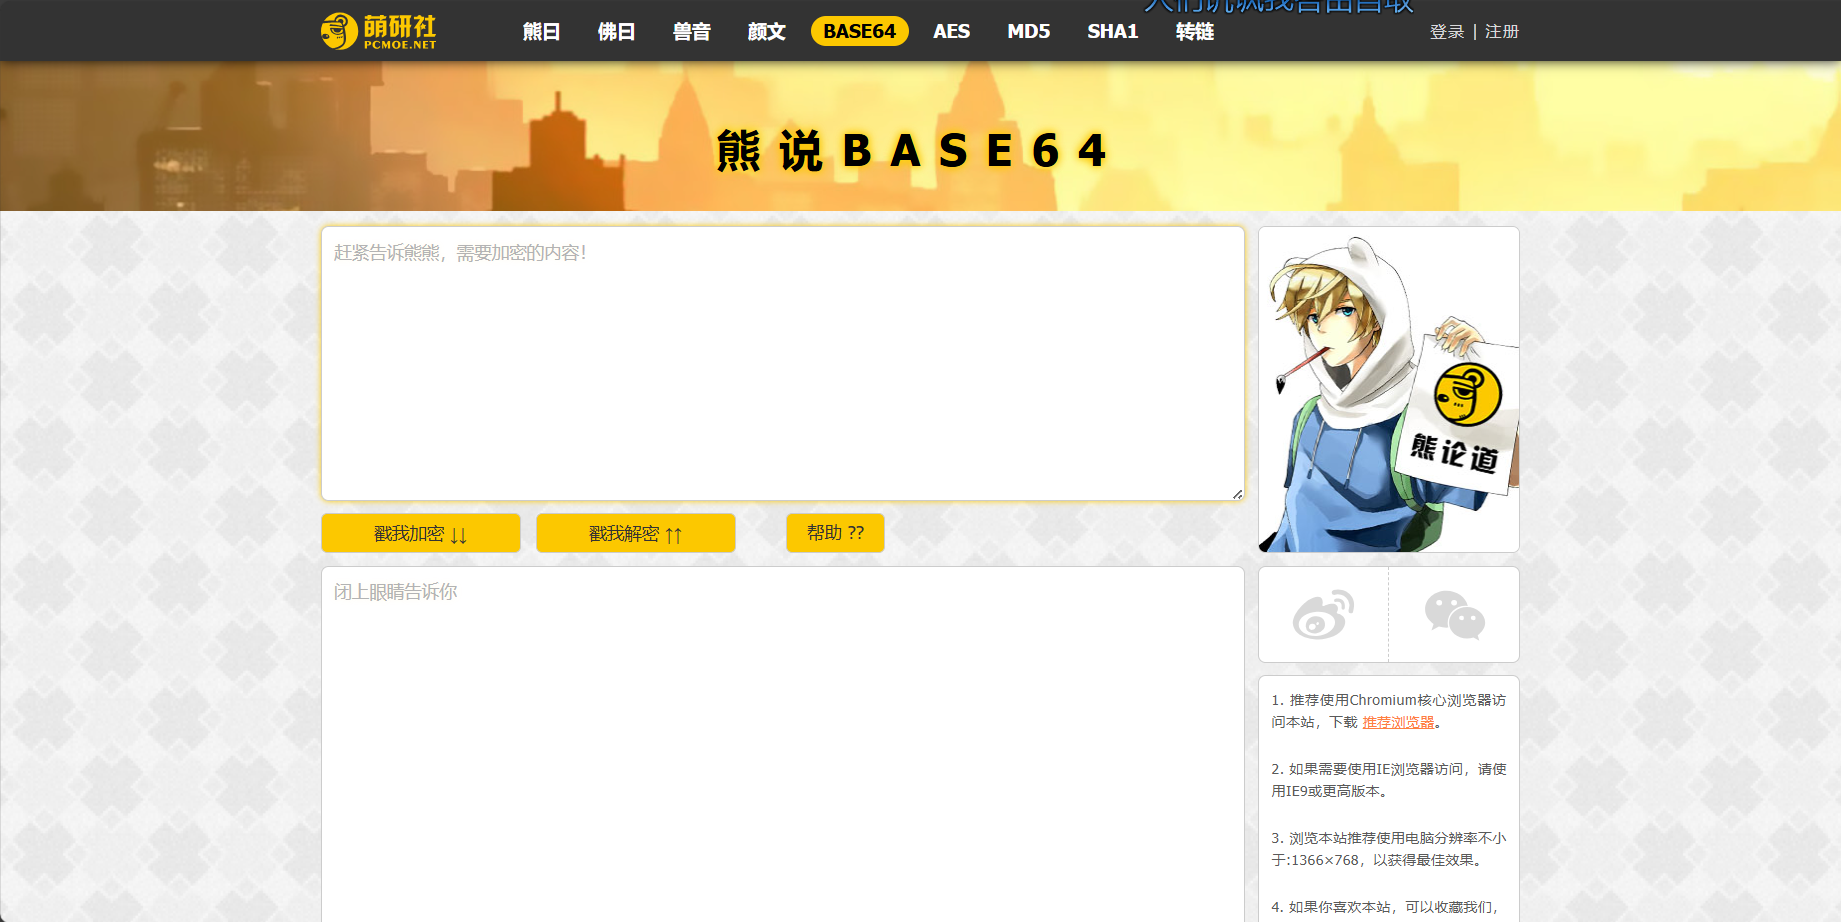 萌研社
PCMOE.NET
熊曰 佛曰 兽音 颜文 BASE64 AES MD5 SHA1 转链
登录 | 注册
熊说BASE64
赶紧告诉熊熊，需要加密的内容！
熊论道
戳我加密 ↓↓ 戳我解密 ↑↑ 帮助 ??
闭上眼睛告诉你
1. 推荐使用Chromium核心浏览器访
问本站，下载 推荐浏览器。
2. 如果需要使用IE浏览器访问，请使
用IE9或更高版本。
3. 浏览本站推荐使用电脑分辨率不小
于:1366×768，以获得最佳效果。
4. 如果你喜欢本站，可以收藏我们，